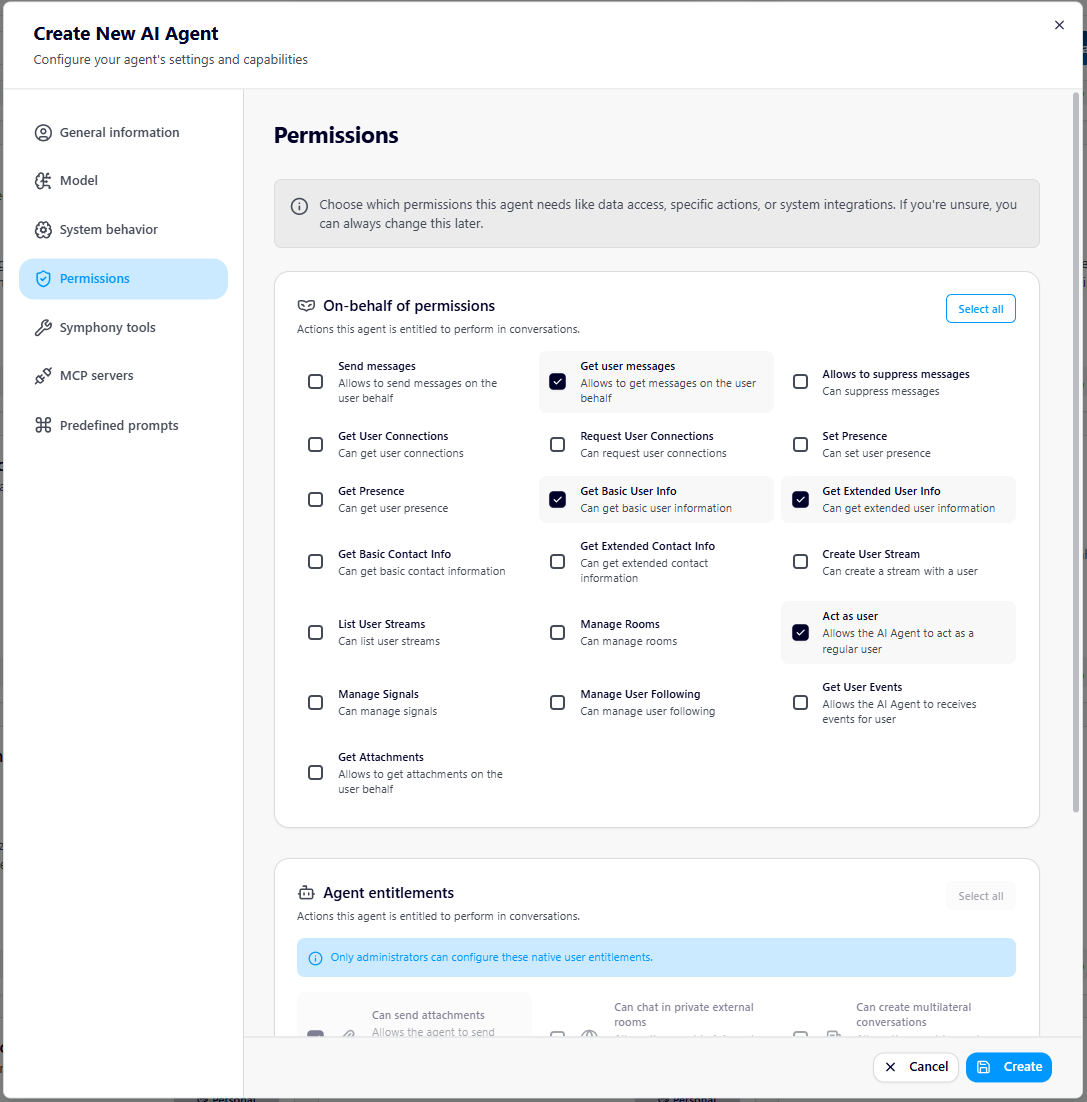 Create New AI Agent
Configure your agent's settings and capabilities
General information
Model
System behavior
Permissions
Symphony tools
MCP servers
Predefined prompts
Permissions
Choose which permissions this agent needs like data access, specific actions, or system integrations. If you're unsure, you
can always change this later.
On-behalf of permissions
Actions this agent is entitled to perform in conversations.
Select all
Send messages
Allows to send messages on the
user behalf
Get user messages
Allows to get messages on the user
behalf
Allows to suppress messages
Can suppress messages
Get User Connections
Can get user connections
Request User Connections
Can request user connections
Set Presence
Can set user presence
Get Presence
Can get user presence
Get Basic User Info
Can get basic user information
Get Extended User Info
Can get extended user information
Get Basic Contact Info
Can get basic contact information
Get Extended Contact Info
Can get extended contact
information
Create User Stream
Can create a stream with a user
List User Streams
Can list user streams
Manage Rooms
Can manage rooms
Act as user
Allows the AI Agent to act as a
regular user
Manage Signals
Can manage signals
Manage User Following
Can manage user following
Get User Events
Allows the AI Agent to receives
events for user
Get Attachments
Allows to get attachments on the
user behalf
Agent entitlements
Actions this agent is entitled to perform in conversations.
Select all
Only administrators can configure these native user entitlements.
Can send attachments
Allows the agent to send
Can chat in private external
rooms
Can create multilateral
conversations
Cancel
Create
Personal
Personal